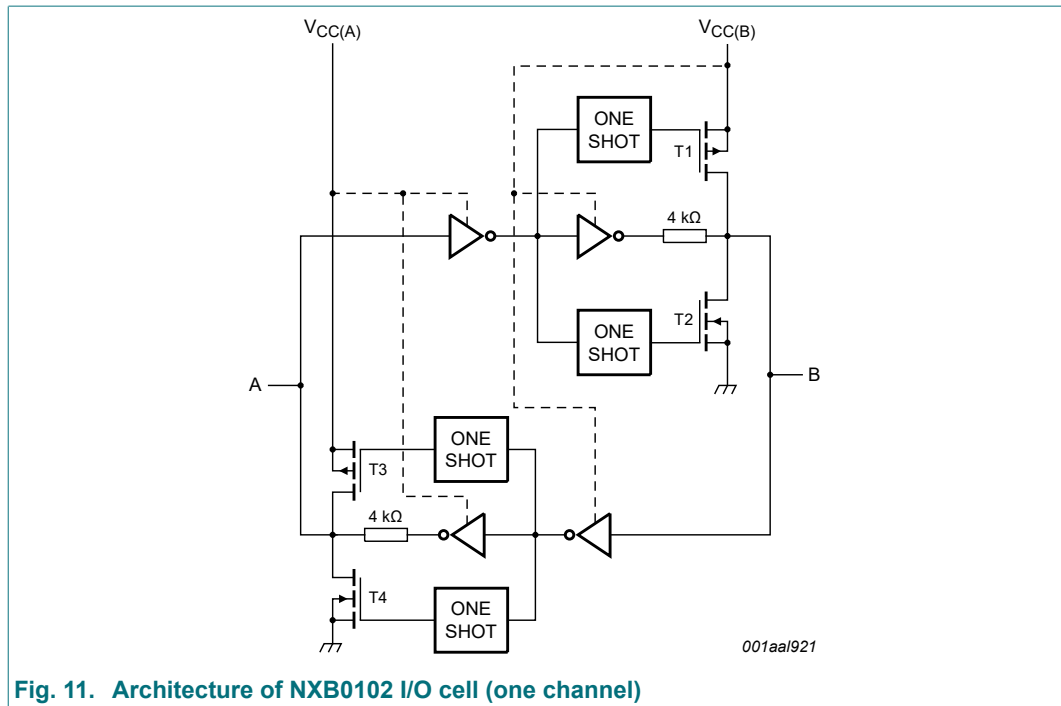 VCC(A)
VCC(B)
ONE
SHOT
T1
4 kΩ
ONE
SHOT
T2
A
B
ONE
SHOT
T3
4 kΩ
ONE
SHOT
T4
001aal921
Fig. 11. Architecture of NXB0102 I/O cell (one channel)